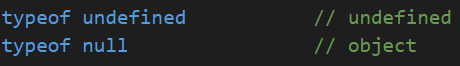 typeof undefined // undefined
typeof null // object